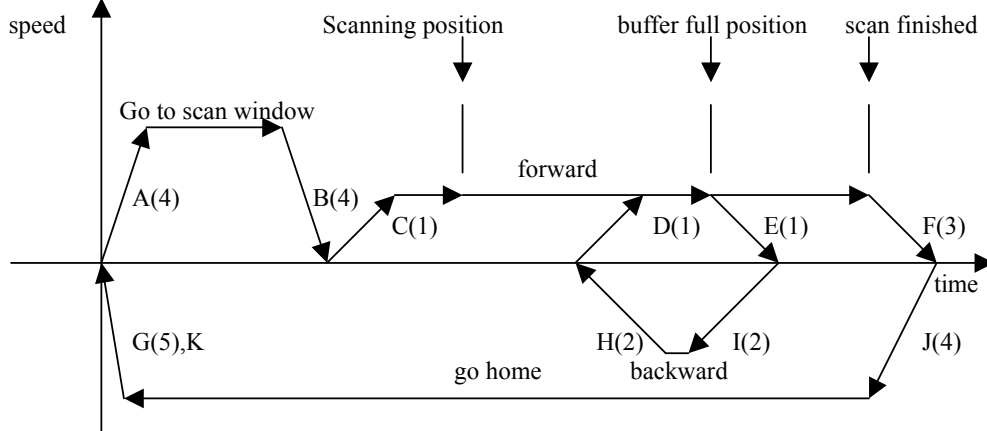 speed
Scanning position
buffer full position
scan finished
Go to scan window
forward
A(4)
B(4)
C(1)
D(1)
E(1)
F(3)
time
G(5),K
H(2)
I(2)
J(4)
go home
backward